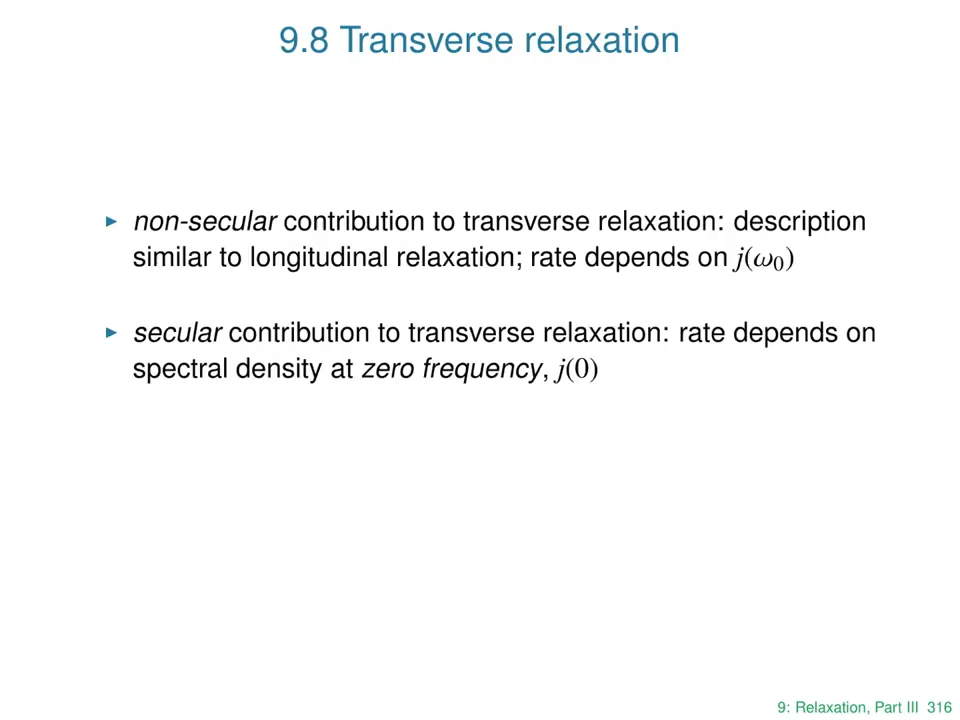 9.8 Transverse relaxation
▶ non-secular contribution to transverse relaxation: description
similar to longitudinal relaxation; rate depends on j(ω₀)
▶ secular contribution to transverse relaxation: rate depends on
spectral density at zero frequency, j(0)
9: Relaxation, Part III 316